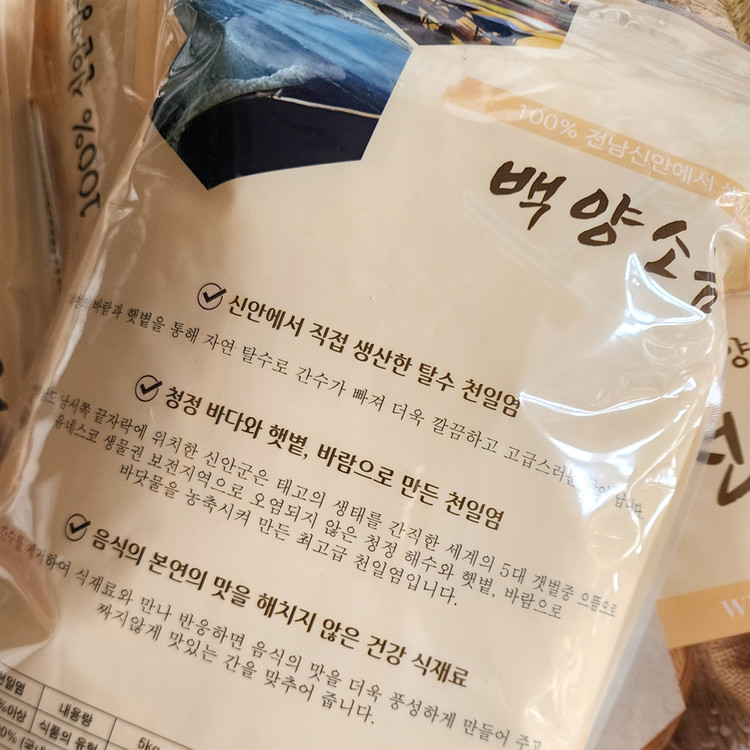 100% 신안
100% 전남신안에서
백양소금
신안에서 직접 생산한 탈수 천일염
바람과 햇볕을 통해 자연 탈수로 간수가 빠져 더욱 깔끔하고 고급스러운
청정 바다와 햇볕, 바람으로 만든 천일염
남서쪽 끝자락에 위치한 신안군은 태고의 생태를 간직한 세계의 5대 갯벌중 으뜸으로
유네스코 생물권 보전지역으로 오염되지 않은 청정 해수와 햇볕, 바람으로
바닷물을 농축시켜 만든 최고급 천일염입니다.
음식의 본연의 맛을 해치지 않은 건강 식재료
식재료와 만나 반응하면 음식의 맛을 더욱 풍성하게 만들어 주고
짜지않게 맛있는 간을 맞추어 줍니다.
천일염 내용량 5kg
%이상 식품의 유형